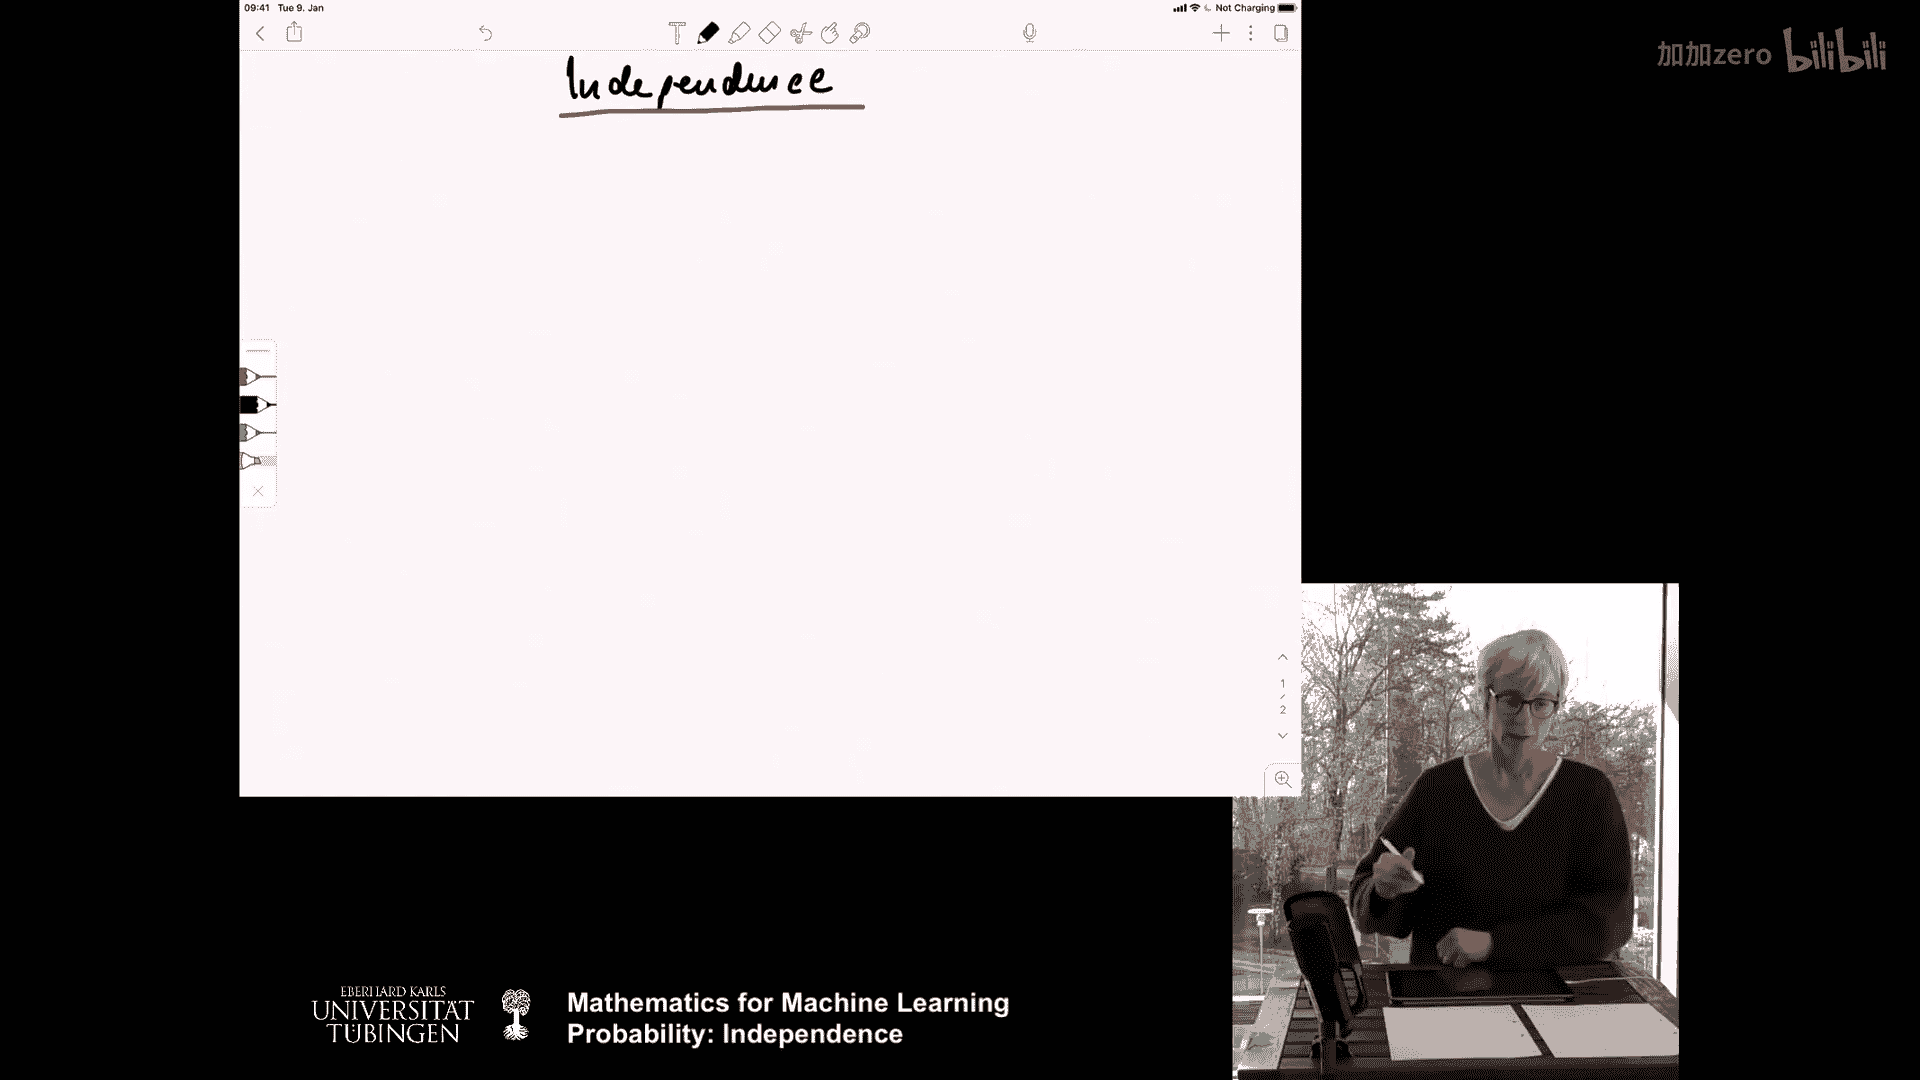 09:41 Tue 9. Jan
Not Charging
加加zero bilibili
Independence
1
/
2
EBERHARD KARLS
UNIVERSITÄT
TÜBINGEN
Mathematics for Machine Learning
Probability: Independence